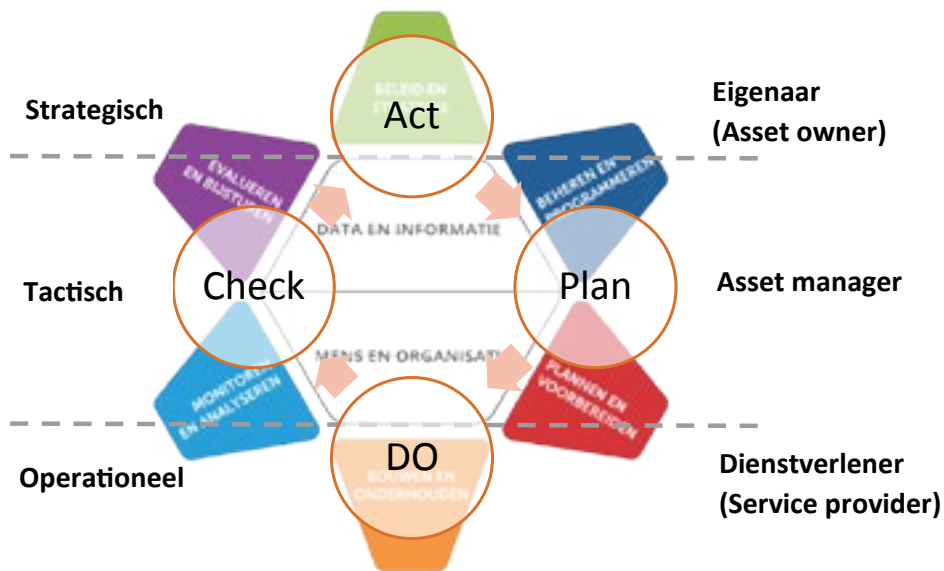 BELEID EN
Act
Strategisch
Eigenaar
(Asset owner)
EVALUEREN
EN BIJSTUREN
BEHEREN EN
PROGRAMMEREN
DATA EN INFORMATIE
Tactisch
Check
Plan
Asset manager
MENS EN ORGANISATIE
MONITOREN
EN ANALYSEREN
PLANNEN EN
VOORBEREIDEN
DO
BOUWEN EN
ONDERHOUDEN
Operationeel
Dienstverlener
(Service provider)